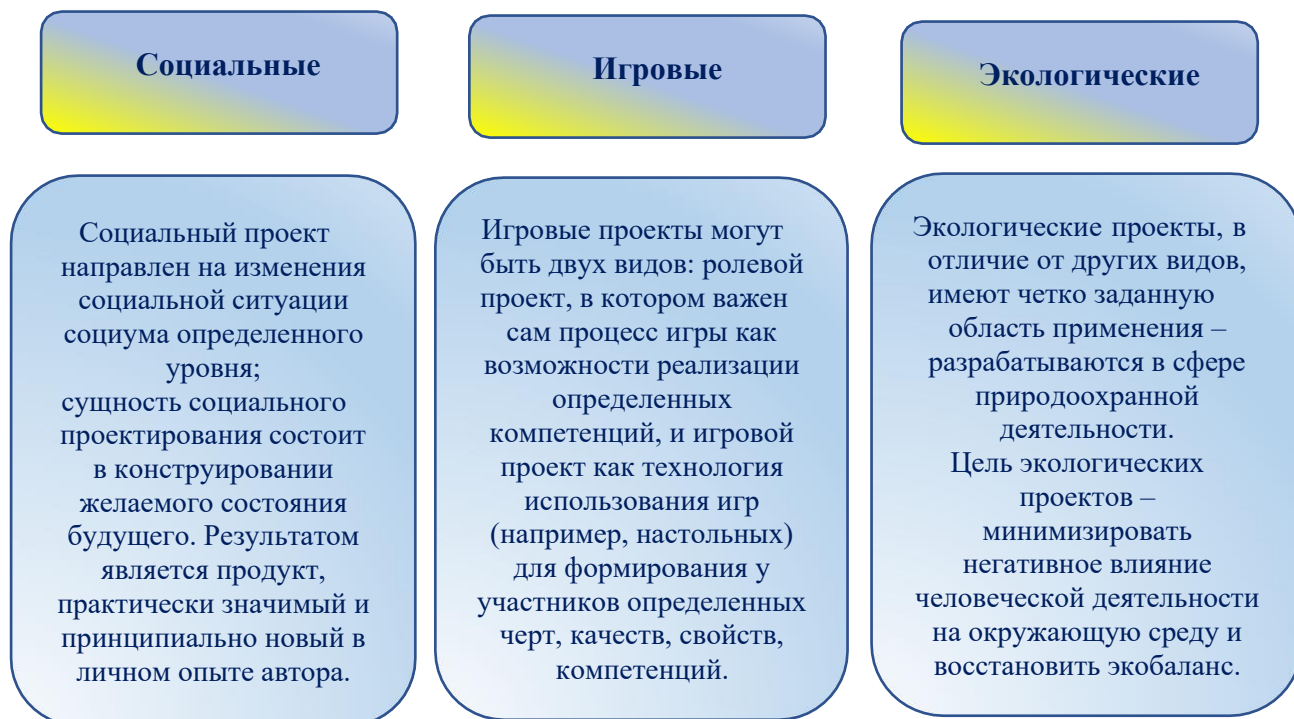 Социальные
Социальный проект
направлен на изменения
социальной ситуации
социума определенного
уровня;
сущность социального
проектирования состоит
в конструировании
желаемого состояния
будущего. Результатом
является продукт,
практически значимый и
принципиально новый в
личном опыте автора.
Игровые
Игровые проекты могут
быть двух видов: ролевой
проект, в котором важен
сам процесс игры как
возможности реализации
определенных
компетенций, и игровой
проект как технология
использования игр
(например, настольных)
для формирования у
участников определенных
черт, качеств, свойств,
компетенций.
Экологические
Экологические проекты, в
отличие от других видов,
имеют четко заданную
область применения –
разрабатываются в сфере
природоохранной
деятельности.
Цель экологических
проектов –
минимизировать
негативное влияние
человеческой деятельности
на окружающую среду и
восстановить экобаланс.